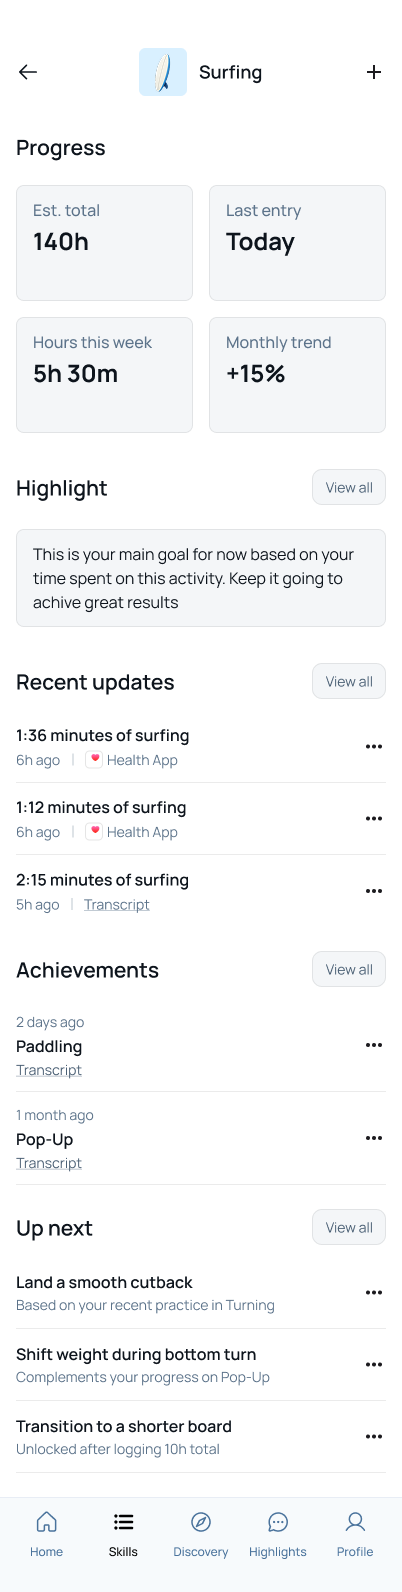 Surfing
Progress
Est. total
140h
Last entry
Today
Hours this week
5h 30m
Monthly trend
+15%
Highlight
View all
This is your main goal for now based on your
time spent on this activity. Keep it going to
achive great results
Recent updates
View all
1:36 minutes of surfing
6h ago | Health App
1:12 minutes of surfing
6h ago | Health App
2:15 minutes of surfing
5h ago | Transcript
Achievements
View all
2 days ago
Paddling
Transcript
1 month ago
Pop-Up
Transcript
Up next
View all
Land a smooth cutback
Based on your recent practice in Turning
Shift weight during bottom turn
Complements your progress on Pop-Up
Transition to a shorter board
Unlocked after logging 10h total
Home
Skills
Discovery
Highlights
Profile